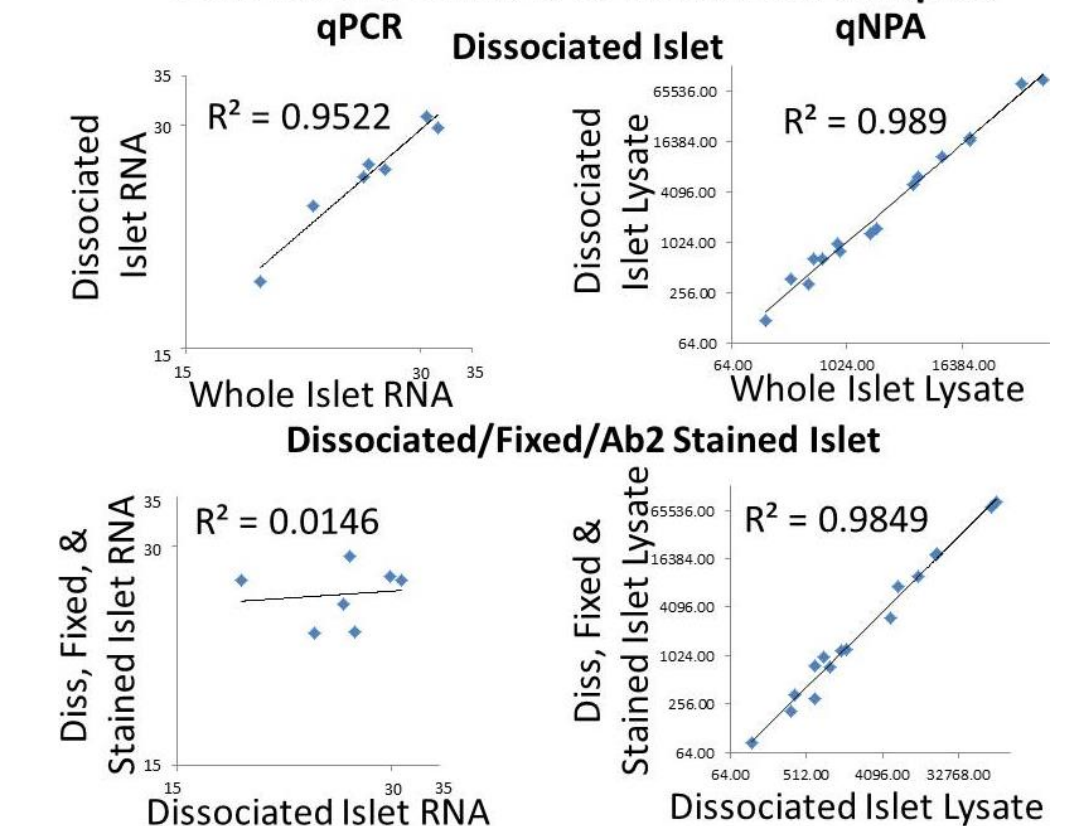 qPCR
qNPA
Dissociated Islet
Dissociated
Islet RNA
35
30
15
R² = 0.9522
15
30
35
Whole Islet RNA
Dissociated
Islet Lysate
65536.00
16384.00
4096.00
1024.00
256.00
64.00
R² = 0.989
64.00
1024.00
16384.00
Whole Islet Lysate
Dissociated/Fixed/Ab2 Stained Islet
Diss, Fixed, &
Stained Islet RNA
35
30
15
R² = 0.0146
15
30
35
Dissociated Islet RNA
Diss, Fixed &
Stained Islet Lysate
65536.00
16384.00
4096.00
1024.00
256.00
64.00
R² = 0.9849
64.00
512.00
4096.00
32768.00
Dissociated Islet Lysate